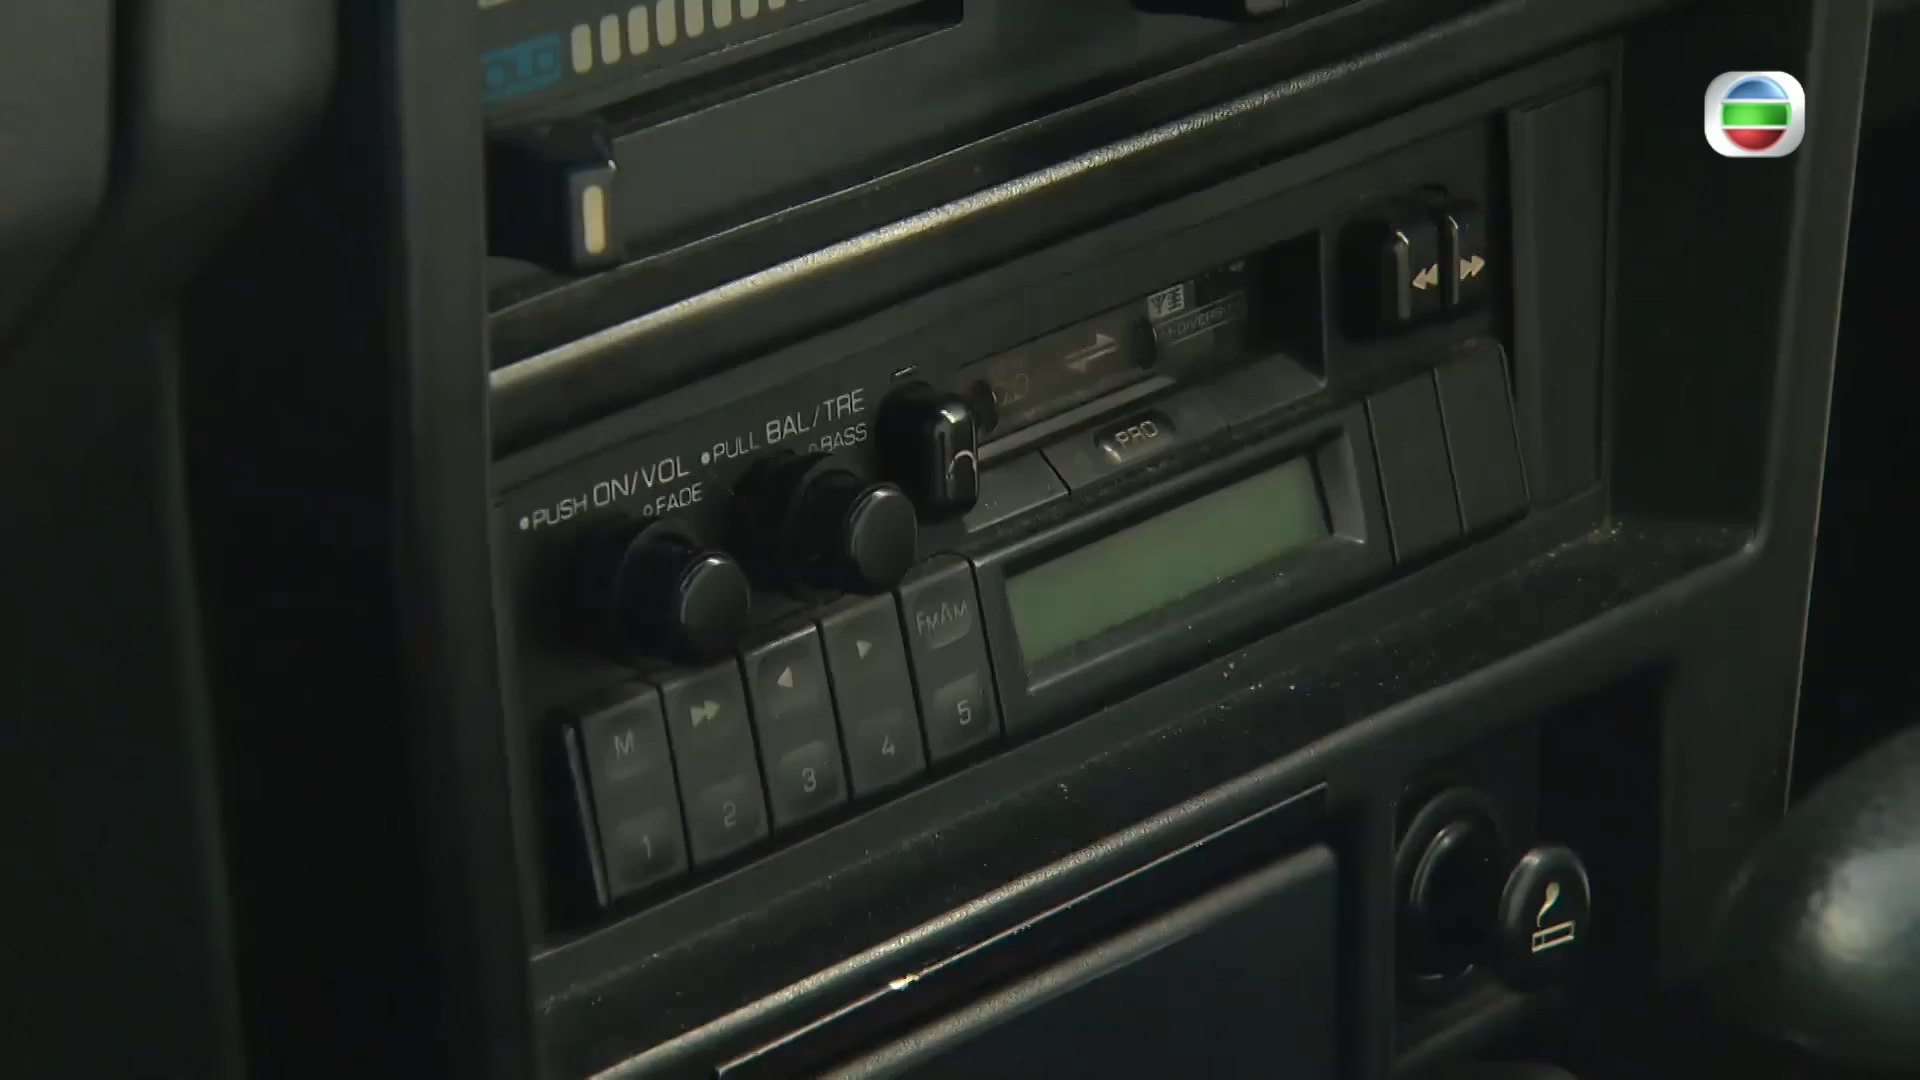 PUSH ON/VOL
FADE
PULL BAL/TRE
BASS
PRO
FM AM
M
1
2
3
4
5